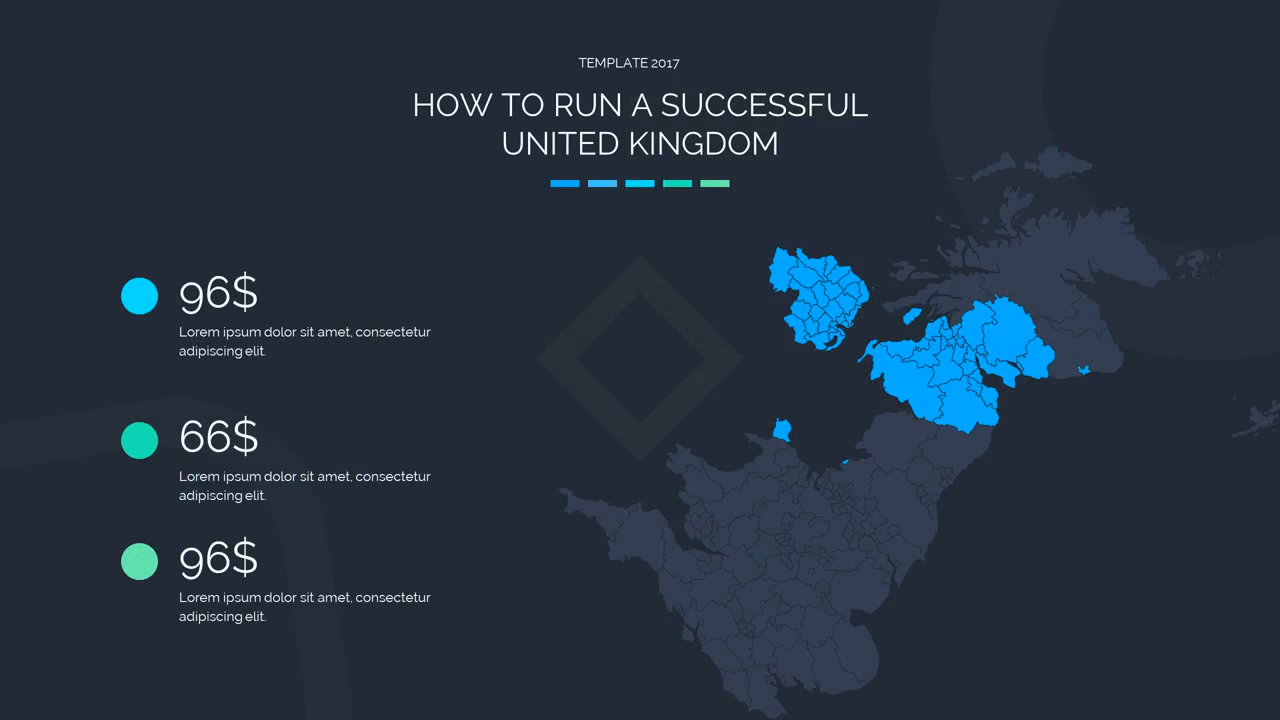 TEMPLATE 2017
HOW TO RUN A SUCCESSFUL
UNITED KINGDOM
96$
Lorem ipsum dolor sit amet, consectetur
adipiscing elit.
66$
Lorem ipsum dolor sit amet, consectetur
adipiscing elit.
96$
Lorem ipsum dolor sit amet, consectetur
adipiscing elit.